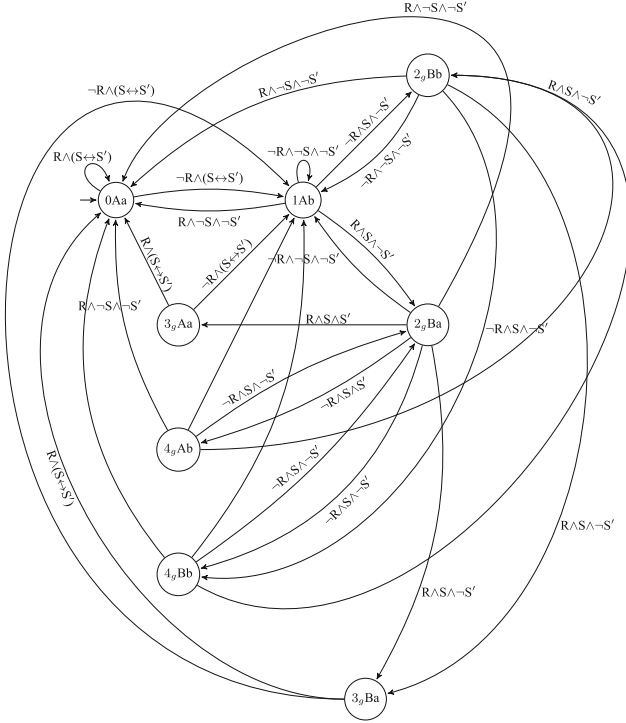 R∧¬S∧¬S′
2gBb
R∧¬S∧¬S′
R∧S∧¬S′
¬R∧(S↔S′)
¬R∧S∧¬S′
R∧(S↔S′)
¬R∧¬S∧¬S′
¬R∧¬S∧¬S′
¬R∧(S↔S′)
0Aa
1Ab
R∧¬S∧¬S′
R∧S∧¬S′
R∧(S↔S′)
¬R∧(S↔S′)
¬R∧¬S∧¬S′
R∧¬S∧¬S′
3gAa
R∧S∧S′
2gBa
¬R∧S∧¬S′
¬R∧S∧¬S′
¬R∧S∧S′
4gAb
R∧(S↔S′)
¬R∧S∧¬S′
¬R∧S∧¬S′
R∧S∧¬S′
4gBb
R∧S∧¬S′
3gBa